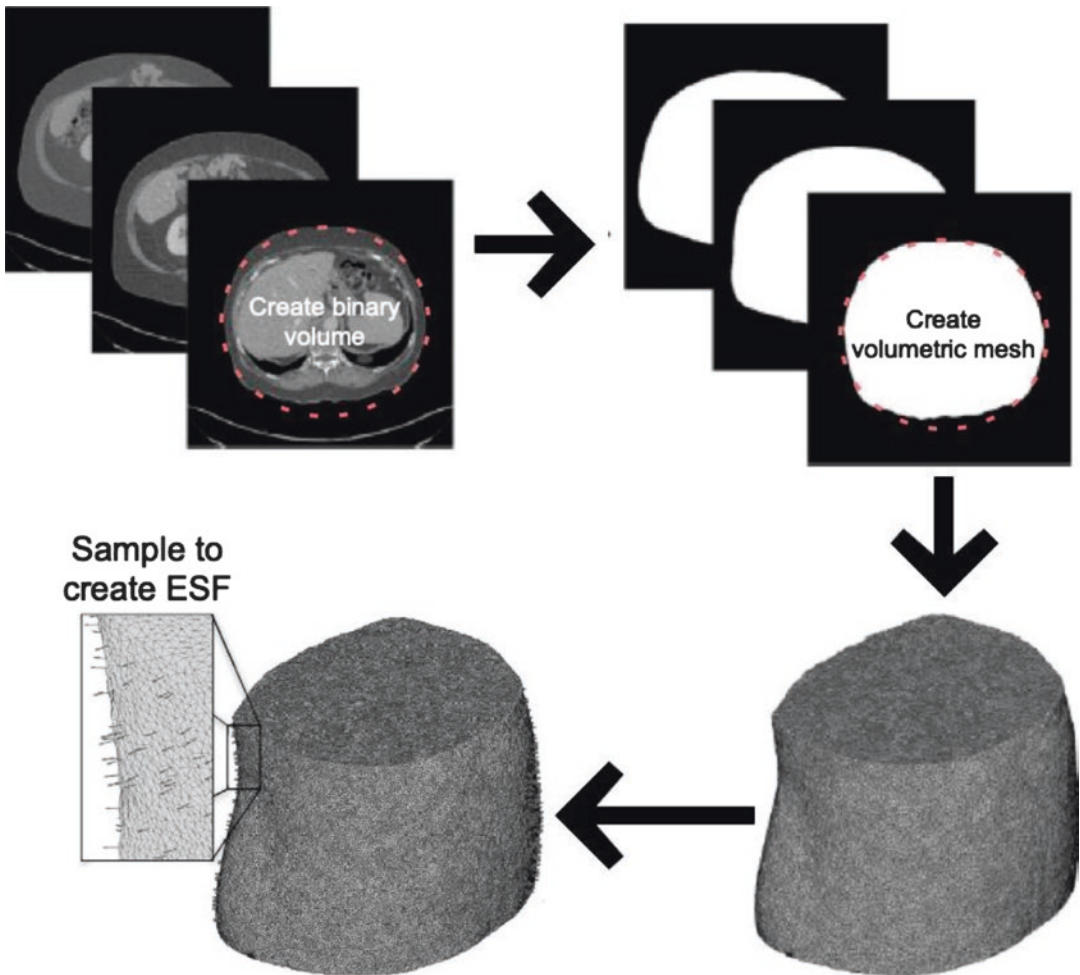 Create binary
volume
Create
volumetric mesh
Sample to
create ESF